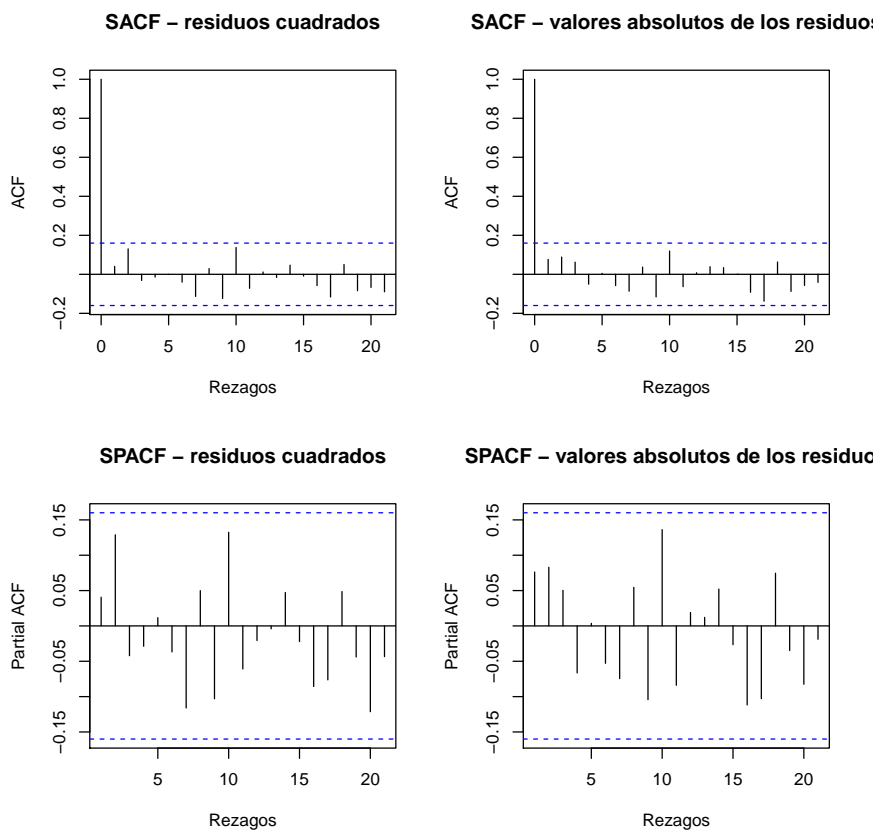 SACF − residuos cuadrados
ACF
1.0
0.8
0.6
0.4
0.2
−0.2
0 5 10 15 20
Rezagos
SACF − valores absolutos de los residuos
ACF
1.0
0.8
0.6
0.4
0.2
−0.2
0 5 10 15 20
Rezagos
SPACF − residuos cuadrados
Partial ACF
0.15
0.05
−0.05
−0.15
5 10 15 20
Rezagos
SPACF − valores absolutos de los residuo
Partial ACF
0.15
0.05
−0.05
−0.15
5 10 15 20
Rezagos